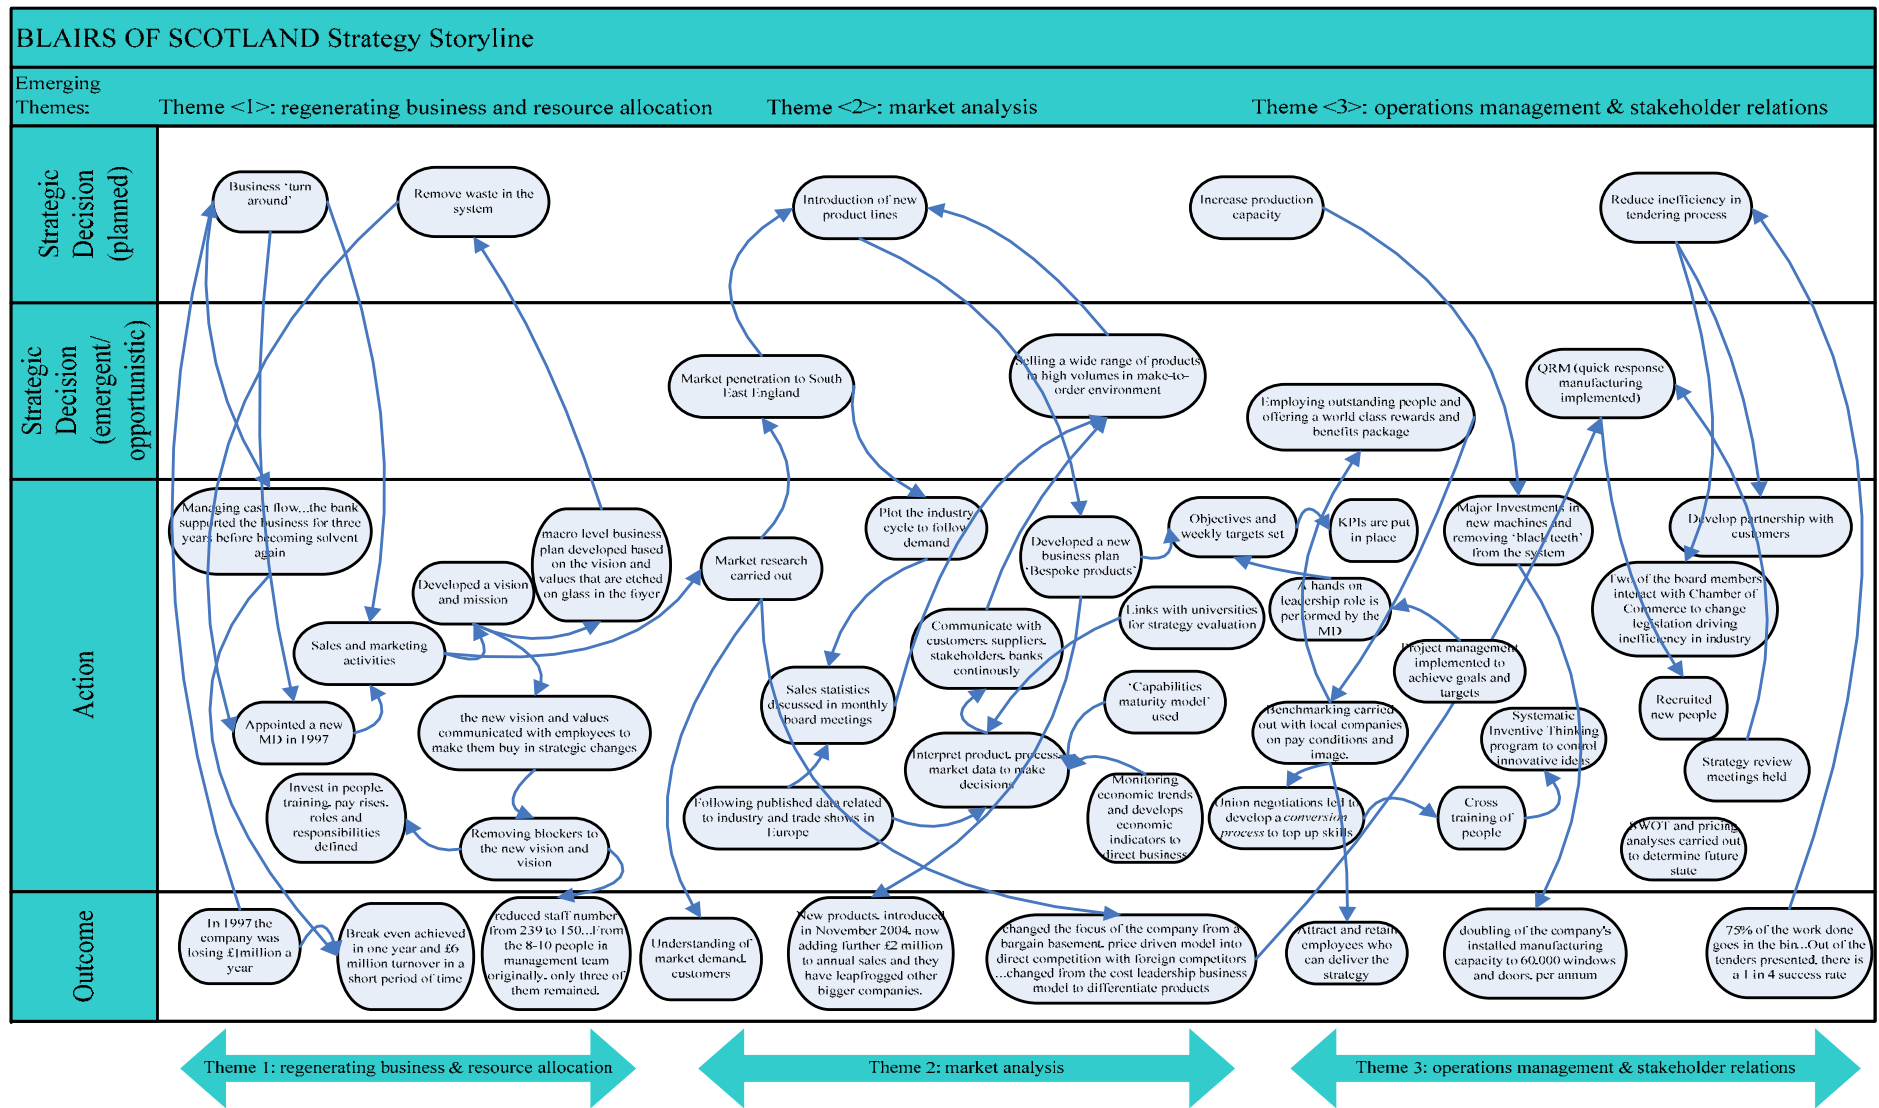 BLAIRS OF SCOTLAND Strategy Storyline
Emerging
Themes:
Theme <1>: regenerating business and resource allocation
Theme <2>: market analysis
Theme <3>: operations management & stakeholder relations
Strategic
Decision
(planned)
Business ‘turn
around’
Remove waste in the
system
Introduction of new
product lines
Increase production
capacity
Reduce inefficiency in
tendering process
Strategic
Decision
(emergent/
opportunistic)
Market penetration to South
East England
Selling a wide range of products
in high volumes in make-to-
order environment
Employing outstanding people and
offering a world class rewards and
benefits package
QRM (quick response
manufacturing
implemented)
Action
Managing cash flow...the bank
supported the business for three
years before becoming solvent
again
macro level business
plan developed based
on the vision and
values that are etched
on glass in the foyer
Developed a vision
and mission
Sales and marketing
activities
Appointed a new
MD in 1997
the new vision and values
communicated with employees to
make them buy in strategic changes
Invest in people,
training, pay rises,
roles and
responsibilities
defined
Removing blockers to
the new vision and
vision
Market research
carried out
Plot the industry
cycle to follow
demand
Developed a new
business plan
‘Bespoke products’
Objectives and
weekly targets set
KPIs are put
in place
Links with universities
for strategy evaluation
A hands on
leadership role is
performed by the
MD
Communicate with
customers, suppliers,
stakeholders, banks
continously
Sales statistics
discussed in monthly
board meetings
‘Capabilities
maturity model’
used
Interpret product, process,
market data to make
decisions
Following published data related
to industry and trade shows in
Europe
Monitoring
economic trends
and develops
economic
indicators to
direct business
Major Investments in
new machines and
removing ‘black teeth’
from the system
Develop partnership with
customers
Two of the board members
interact with Chamber of
Commerce to change
legislation driving
inefficiency in industry
Project management
implemented to
achieve goals and
targets
Recruited
new people
Benchmarking carried
out with local companies
on pay conditions and
image.
Systematic
Inventive Thinking
program to control
innovative ideas
Strategy review
meetings held
Union negotiations led to
develop a conversion
process to top up skills
Cross
training of
people
SWOT and pricing
analyses carried out
to determine future
state
Outcome
In 1997 the
company was
losing £1million a
year
Break even achieved
in one year and £6
million turnover in a
short period of time
reduced staff number
from 239 to 150...From
the 8-10 people in
management team
originally, only three of
them remained.
Understanding of
market demand,
customers
New products, introduced
in November 2004, now
adding further £2 million
to annual sales and they
have leapfrogged other
bigger companies.
changed the focus of the company from a
bargain basement, price driven model into
direct competition with foreign competitors
...changed from the cost leadership business
model to differentiate products
Attract and retain
employees who
can deliver the
strategy
doubling of the company's
installed manufacturing
capacity to 60,000 windows
and doors, per annum
75% of the work done
goes in the bin...Out of the
tenders presented, there is
a 1 in 4 success rate
Theme 1: regenerating business & resource allocation
Theme 2: market analysis
Theme 3: operations management & stakeholder relations